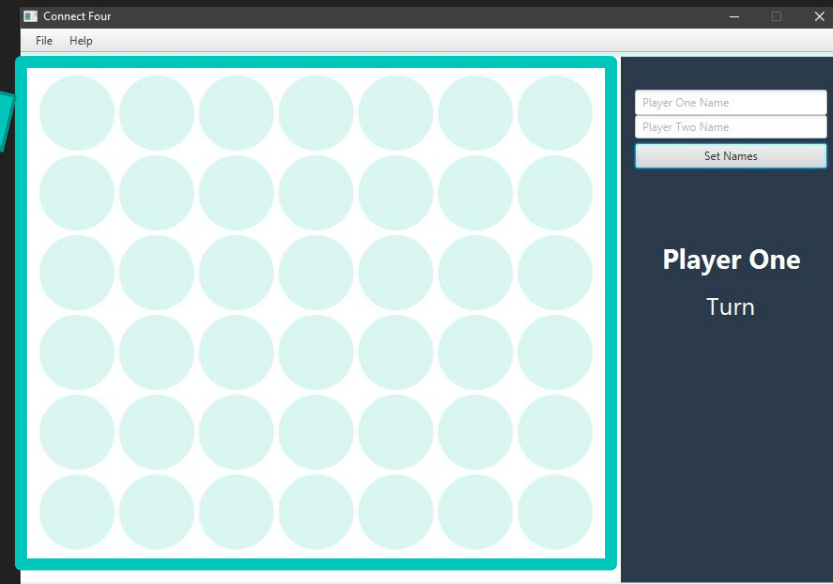 Connect Four
File Help
Player One Name
Player Two Name
Set Names
Player One
Turn